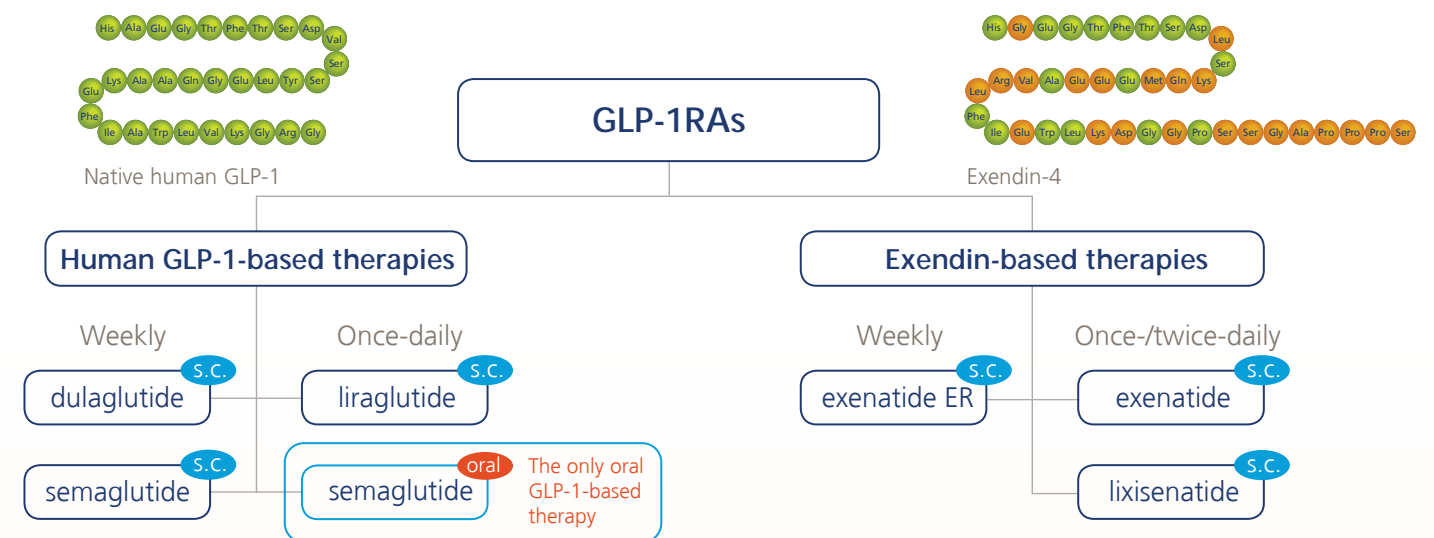 His Ala Glu Gly Thr Phe Thr Ser Asp
Val
Ser
Lys Ala Ala Gln Gly Glu Leu Tyr Ser
Glu
Phe
Ile Ala Trp Leu Val Lys Gly Arg Gly
Native human GLP-1
GLP-1RAs
His Gly Glu Gly Thr Phe Thr Ser Asp
Leu
Ser
Arg Val Ala Glu Glu Glu Met Gln Lys
Leu
Phe
Ile Glu Trp Leu Lys Asp Gly Gly Pro Ser Ser Gly Ala Pro Pro Pro Ser
Exendin-4
Human GLP-1-based therapies
Weekly
Once-daily
S.C.
dulaglutide
S.C.
liraglutide
S.C.
semaglutide
oral
semaglutide
The only oral
GLP-1-based
therapy
Exendin-based therapies
Weekly
Once-/twice-daily
S.C.
exenatide ER
S.C.
exenatide
S.C.
lixisenatide